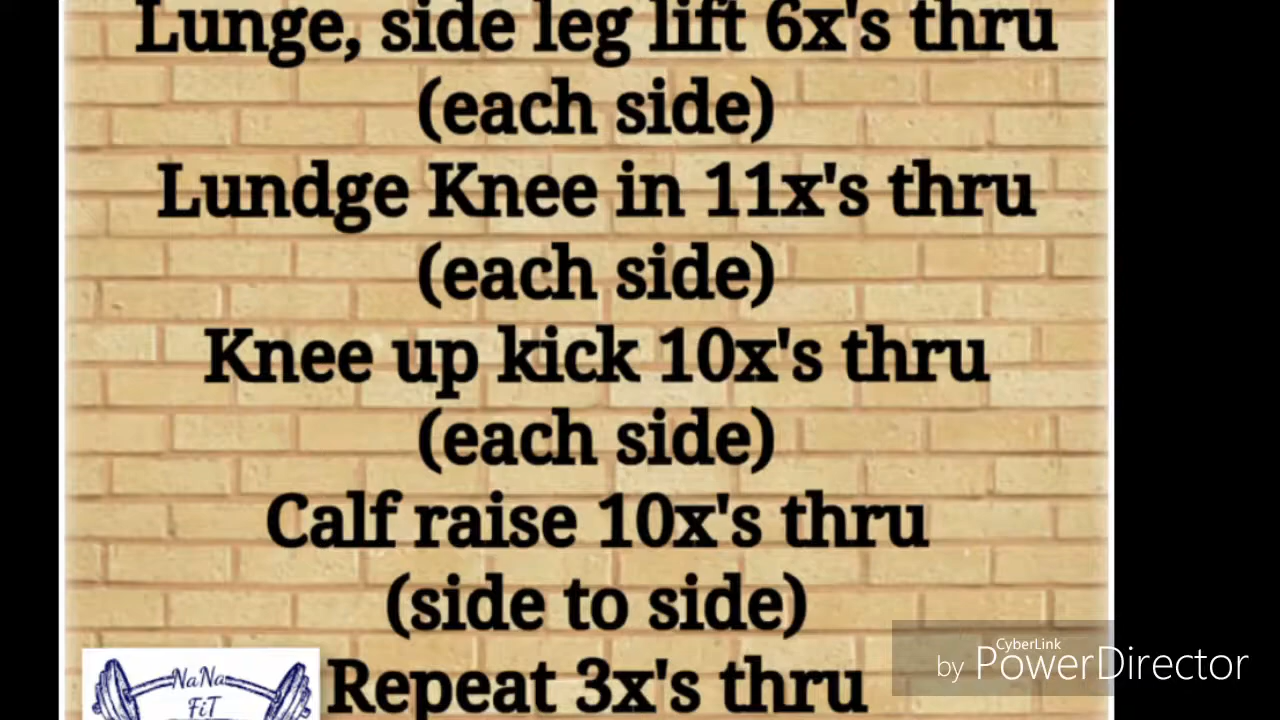 Lunge, side leg lift 6x's thru
(each side)
Lundge Knee in 11x's thru
(each side)
Knee up kick 10x's thru
(each side)
Calf raise 10x's thru
(side to side)
Repeat 3x's thru
NaNa
FiT
CyberLink
by PowerDirector